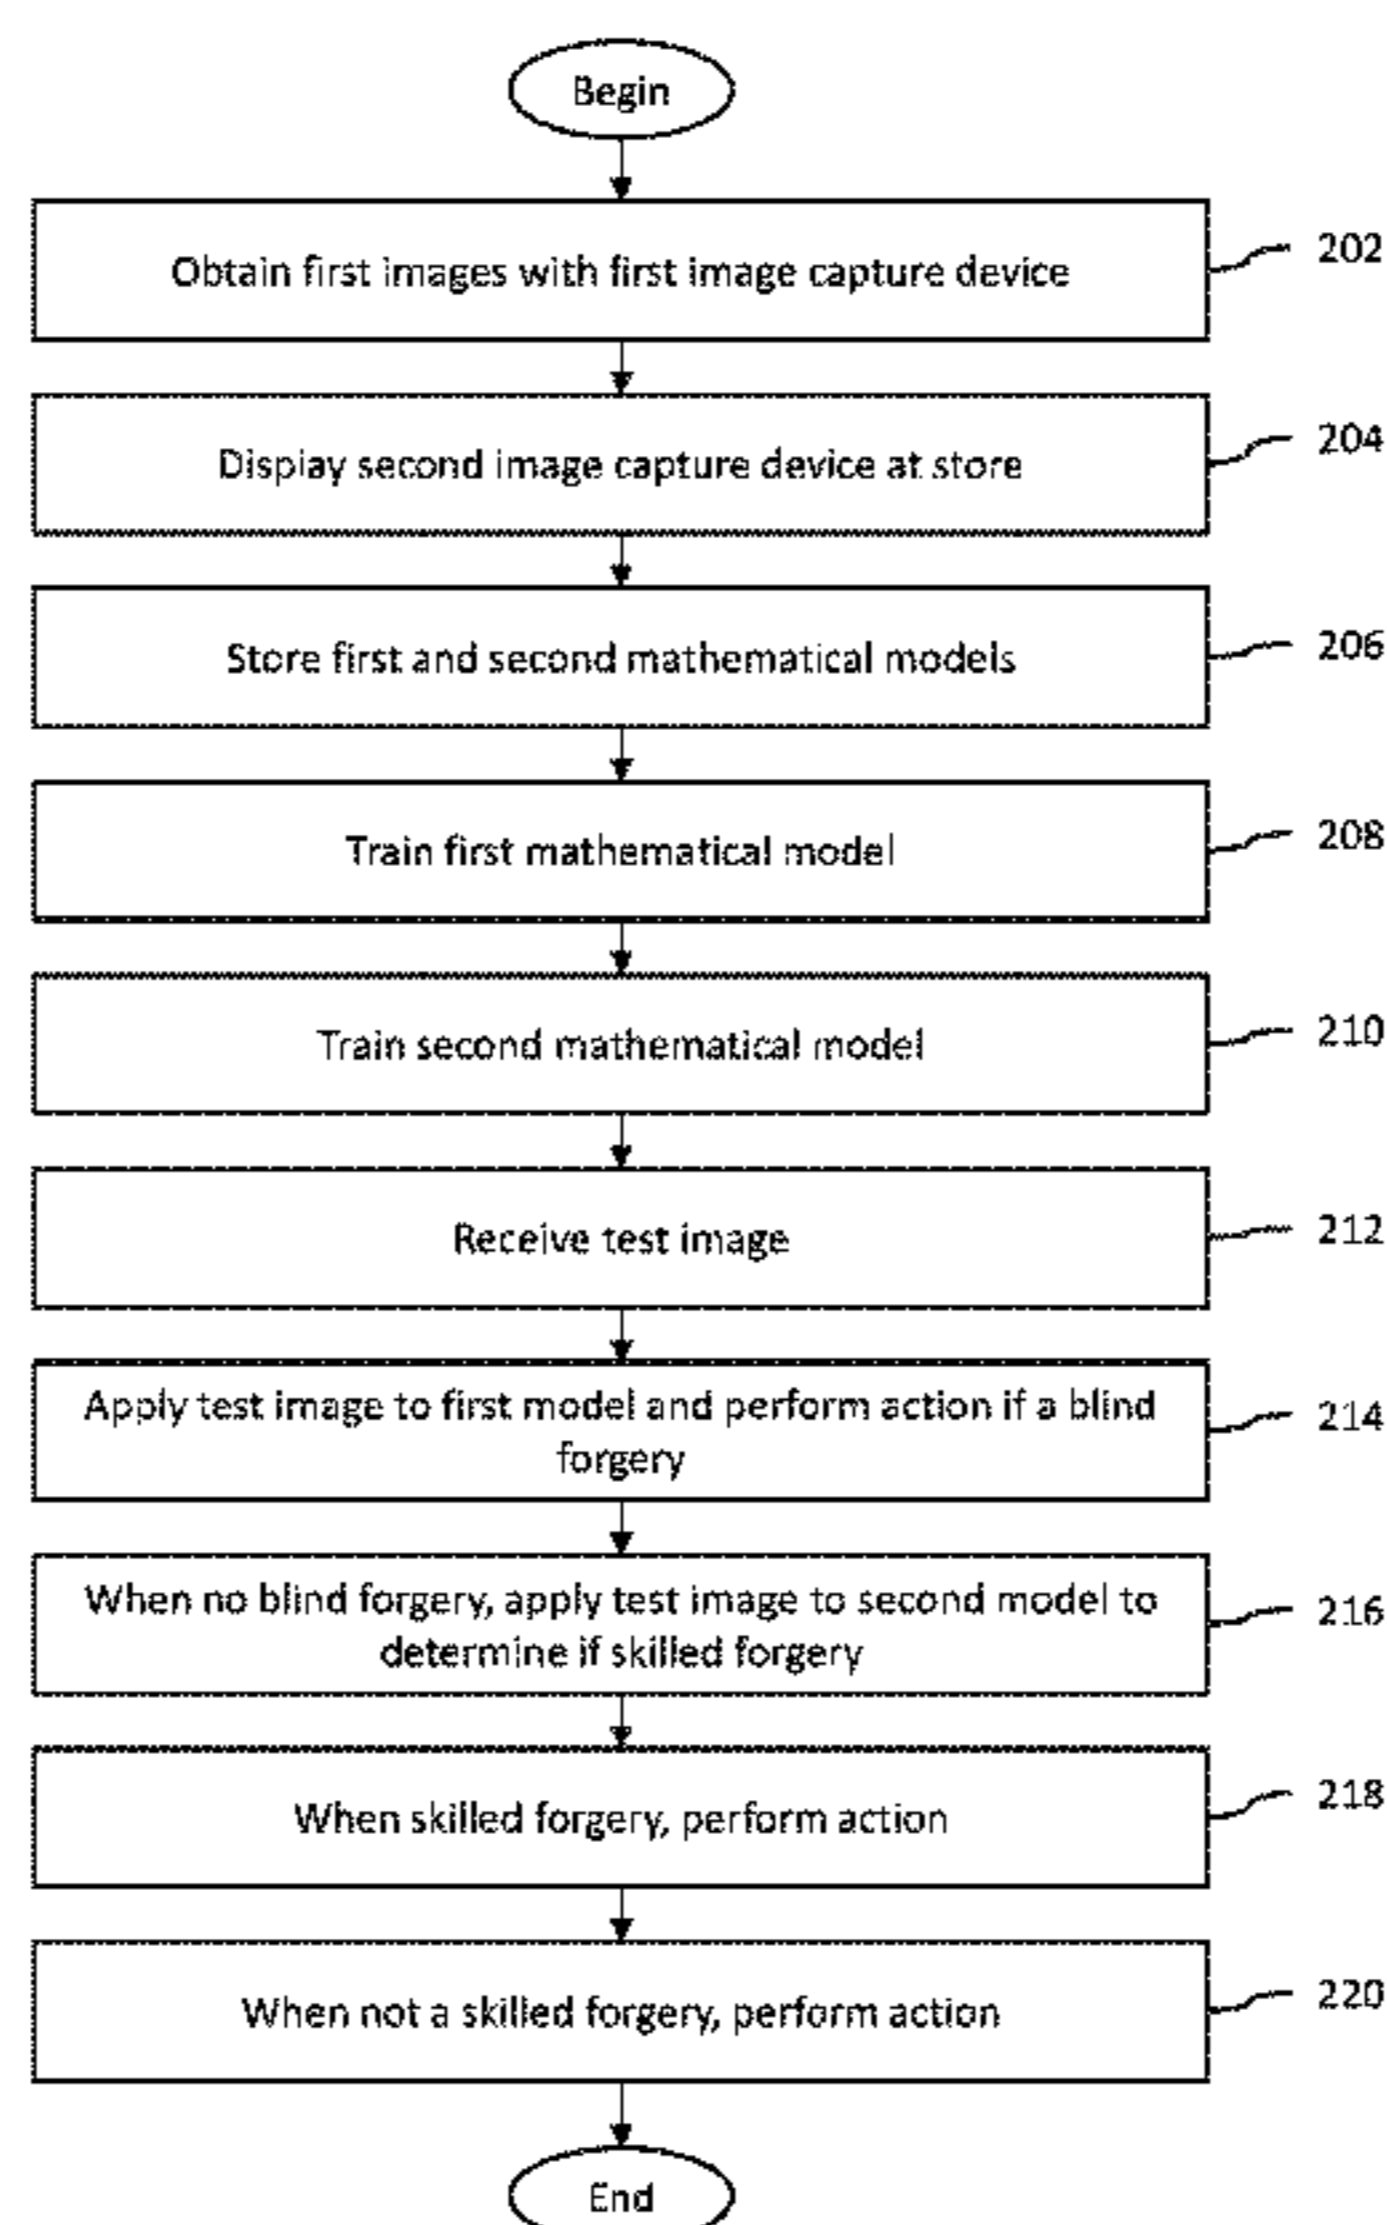 Begin
Obtain first images with first image capture device
202
Display second image capture device at store
204
Store first and second mathematical models
206
Train first mathematical model
208
Train second mathematical model
210
Receive test image
212
Apply test image to first model and perform action if a blind
forgery
214
When no blind forgery, apply test image to second model to
determine if skilled forgery
216
When skilled forgery, perform action
218
When not a skilled forgery, perform action
220
End